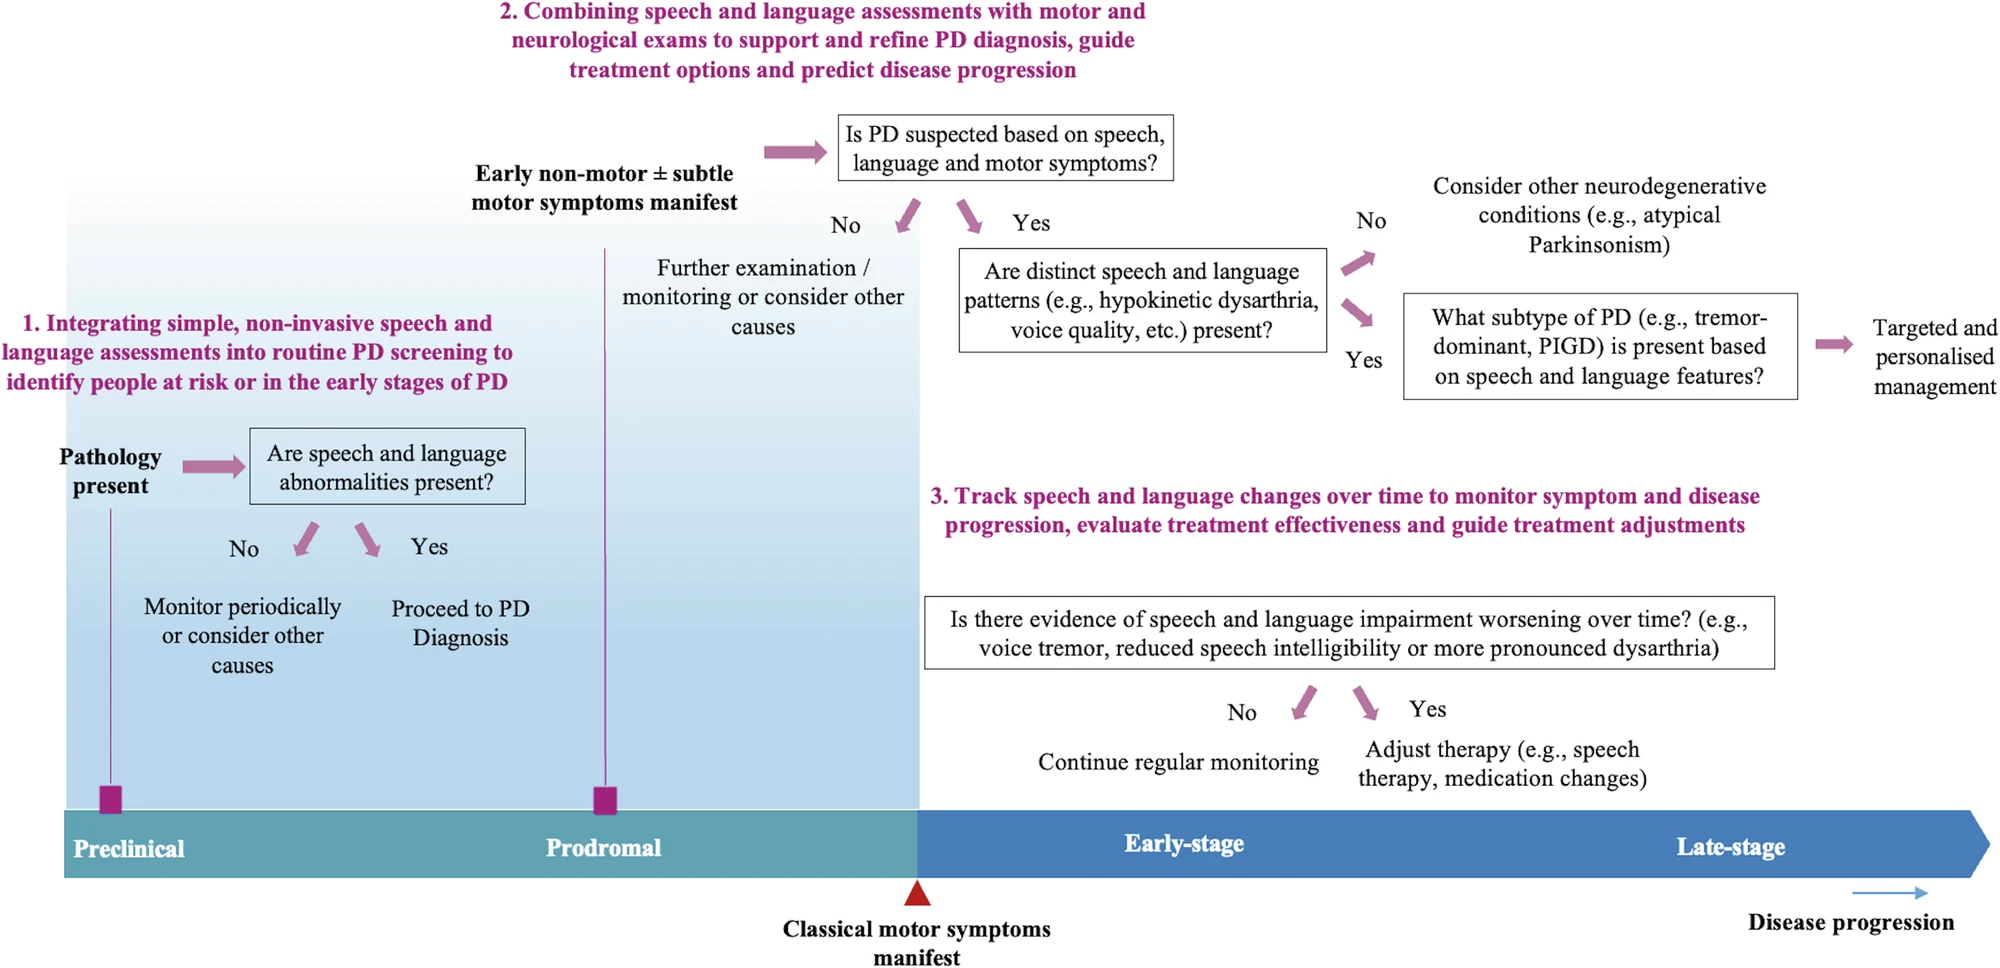 2. Combining speech and language assessments with motor and
neurological exams to support and refine PD diagnosis, guide
treatment options and predict disease progression
Is PD suspected based on speech,
language and motor symptoms?
Early non-motor ± subtle
motor symptoms manifest
No
Yes
Further examination /
monitoring or consider other
causes
Are distinct speech and language
patterns (e.g., hypokinetic dysarthria,
voice quality, etc.) present?
No
Consider other neurodegenerative
conditions (e.g., atypical
Parkinsonism)
Yes
What subtype of PD (e.g., tremor-
dominant, PIGD) is present based
on speech and language features?
Targeted and
personalised
management
1. Integrating simple, non-invasive speech and
language assessments into routine PD screening to
identify people at risk or in the early stages of PD
Pathology
present
Are speech and language
abnormalities present?
No
Yes
Monitor periodically
or consider other
causes
Proceed to PD
Diagnosis
3. Track speech and language changes over time to monitor symptom and disease
progression, evaluate treatment effectiveness and guide treatment adjustments
Is there evidence of speech and language impairment worsening over time? (e.g.,
voice tremor, reduced speech intelligibility or more pronounced dysarthria)
No
Yes
Continue regular monitoring
Adjust therapy (e.g., speech
therapy, medication changes)
Preclinical
Prodromal
Early-stage
Late-stage
Classical motor symptoms
manifest
Disease progression